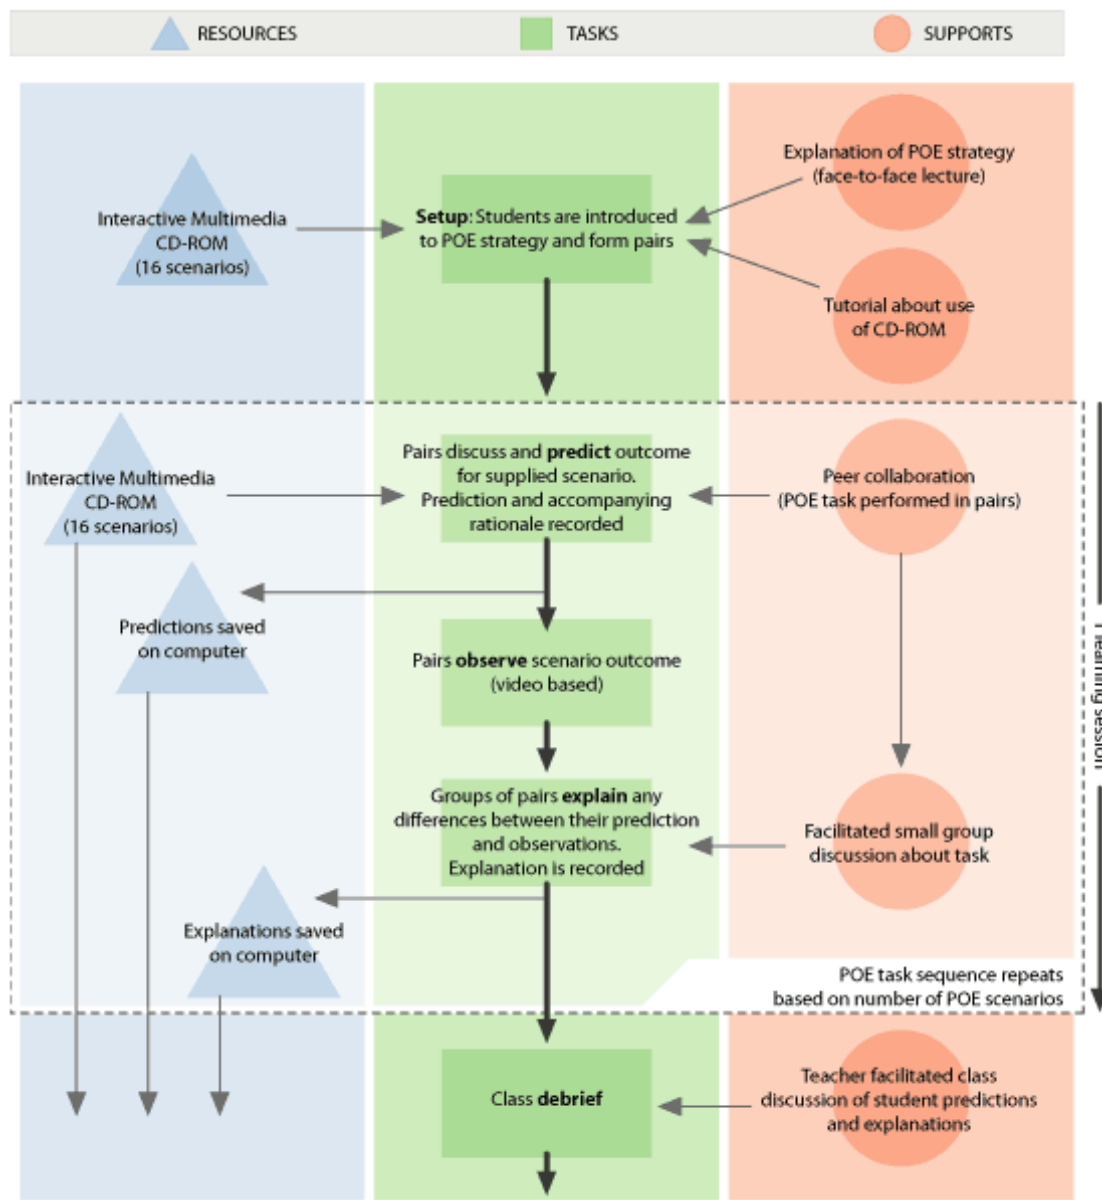 RESOURCES
TASKS
SUPPORTS
Explanation of POE strategy
(face-to-face lecture)
Interactive Multimedia
CD-ROM
(16 scenarios)
Setup: Students are introduced
to POE strategy and form pairs
Tutorial about use
of CD-ROM
Interactive Multimedia
CD-ROM
(16 scenarios)
Pairs discuss and predict outcome
for supplied scenario.
Prediction and accompanying
rationale recorded
Peer collaboration
(POE task performed in pairs)
Predictions saved
on computer
Pairs observe scenario outcome
(video based)
learning session
Groups of pairs explain any
differences between their prediction
and observations.
Explanation is recorded
Facilitated small group
discussion about task
Explanations saved
on computer
POE task sequence repeats
based on number of POE scenarios
Class debrief
Teacher facilitated class
discussion of student predictions
and explanations